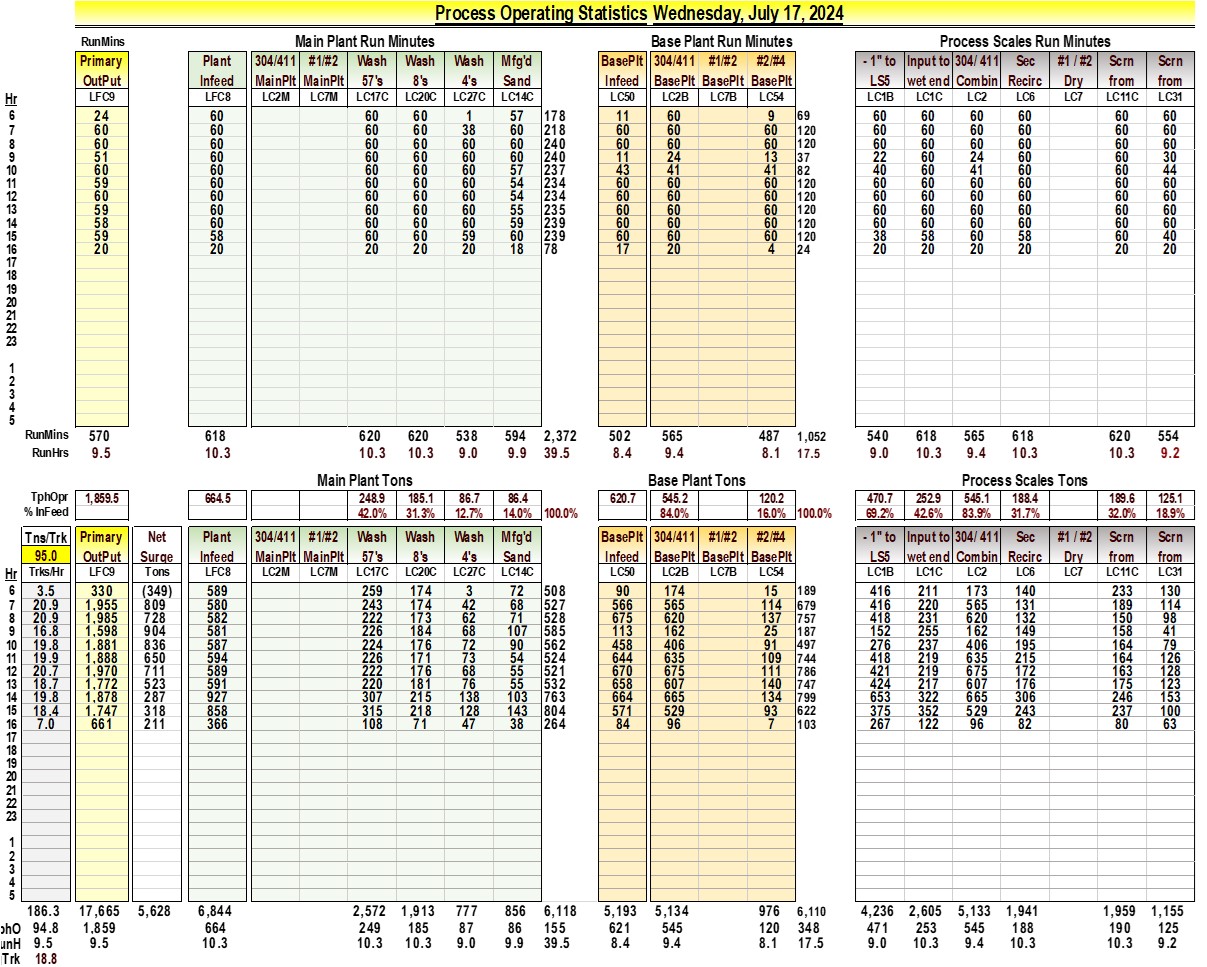 Process Operating Statistics Wednesday, July 17, 2024
RunMins Main Plant Run Minutes Base Plant Run Minutes Process Scales Run Minutes
Primary Plant 304/411 #1/#2 Wash Wash Wash Mfg'd BasePlt 304/411 #1/#2 #2/#4 - 1" to Input to 304/ 411 Sec #1 / #2 Scrn Scrn
OutPut Infeed MainPlt MainPlt 57's 8's 4's Sand Infeed BasePlt BasePlt BasePlt LS5 wet end Combin Recirc Dry from from
Hr LFC9 LFC8 LC2M LC7M LC17C LC20C LC27C LC14C LC50 LC2B LC7B LC54 LC1B LC1C LC2 LC6 LC7 LC11C LC31
6 24 60 60 60 1 57 178 11 60 9 69 60 60 60 60 60 60
7 60 60 60 60 38 60 218 60 60 60 120 60 60 60 60 60 60
8 60 60 60 60 60 60 240 60 60 60 120 60 60 60 60 60 60
9 51 60 60 60 60 60 240 11 24 13 37 22 60 24 60 60 30
10 60 60 60 60 60 57 237 43 41 41 82 40 60 41 60 60 44
11 59 60 60 60 60 54 234 60 60 60 120 60 60 60 60 60 60
12 60 60 60 60 60 54 234 60 60 60 120 60 60 60 60 60 60
13 59 60 60 60 60 55 235 60 60 60 120 60 60 60 60 60 60
14 58 60 60 60 60 59 239 60 60 60 120 60 60 60 60 60 60
15 58 58 60 60 59 60 239 60 60 60 120 38 58 60 58 60 40
16 20 20 20 20 20 18 78 17 20 4 24 20 20 20 20 20 20
17
18
19
20
21
22
23
1
2
3
4
5
RunMins 570 618 620 620 538 594 2,372 502 565 487 1,052 540 618 565 618 620 554
RunHrs 9.5 10.3 10.3 10.3 9.0 9.9 39.5 8.4 9.4 8.1 17.5 9.0 10.3 9.4 10.3 10.3 9.2
Main Plant Tons Base Plant Tons Process Scales Tons
TphOpr 1,859.5 664.5 248.9 185.1 86.7 86.4 620.7 545.2 120.2 470.7 252.9 545.1 188.4 189.6 125.1
% InFeed 42.0% 31.3% 12.7% 14.0% 100.0% 84.0% 16.0% 100.0% 69.2% 42.6% 83.9% 31.7% 32.0% 18.9%
Tns/Trk Primary Net Plant 304/411 #1/#2 Wash Wash Wash Mfg'd BasePlt 304/411 #1/#2 #2/#4 - 1" to Input to 304/ 411 Sec #1 / #2 Scrn Scrn
95.0 OutPut Surge Infeed MainPlt MainPlt 57's 8's 4's Sand Infeed BasePlt BasePlt BasePlt LS5 wet end Combin Recirc Dry from from
Hr Trks/Hr LFC9 Tons LFC8 LC2M LC7M LC17C LC20C LC27C LC14C LC50 LC2B LC7B LC54 LC1B LC1C LC2 LC6 LC7 LC11C LC31
6 3.5 330 (349) 589 259 174 3 72 508 90 174 15 189 416 211 173 140 233 130
7 20.9 1,955 809 580 243 174 42 68 527 566 565 114 679 416 220 565 131 189 114
8 20.9 1,985 728 582 222 173 62 71 528 675 620 137 757 418 231 620 132 150 98
9 16.8 1,598 904 581 226 184 68 107 585 113 162 25 187 152 255 162 149 158 41
10 19.8 1,881 836 587 224 176 72 90 562 458 406 91 497 276 237 406 195 164 79
11 19.9 1,888 650 594 226 171 73 54 524 644 635 109 744 418 219 635 215 164 126
12 20.7 1,970 711 589 222 176 68 55 521 670 675 111 786 421 219 675 172 163 128
13 18.7 1,772 523 591 220 181 76 55 532 658 607 140 747 424 217 607 176 175 123
14 19.8 1,878 287 927 307 215 138 103 763 664 665 134 799 653 322 665 306 246 153
15 18.4 1,747 318 858 315 218 128 143 804 571 529 93 622 375 352 529 243 237 100
16 7.0 661 211 366 108 71 47 38 264 84 96 7 103 267 122 96 82 80 63
17
18
19
20
21
22
23
1
2
3
4
5
186.3 17,665 5,628 6,844 2,572 1,913 777 856 6,118 5,193 5,134 976 6,110 4,236 2,605 5,133 1,941 1,959 1,155
phO 94.8 1,859 664 249 185 87 86 155 621 545 120 348 471 253 545 188 190 125
unH 9.5 9.5 10.3 10.3 10.3 9.0 9.9 39.5 8.4 9.4 8.1 17.5 9.0 10.3 9.4 10.3 10.3 9.2
Trk 18.8